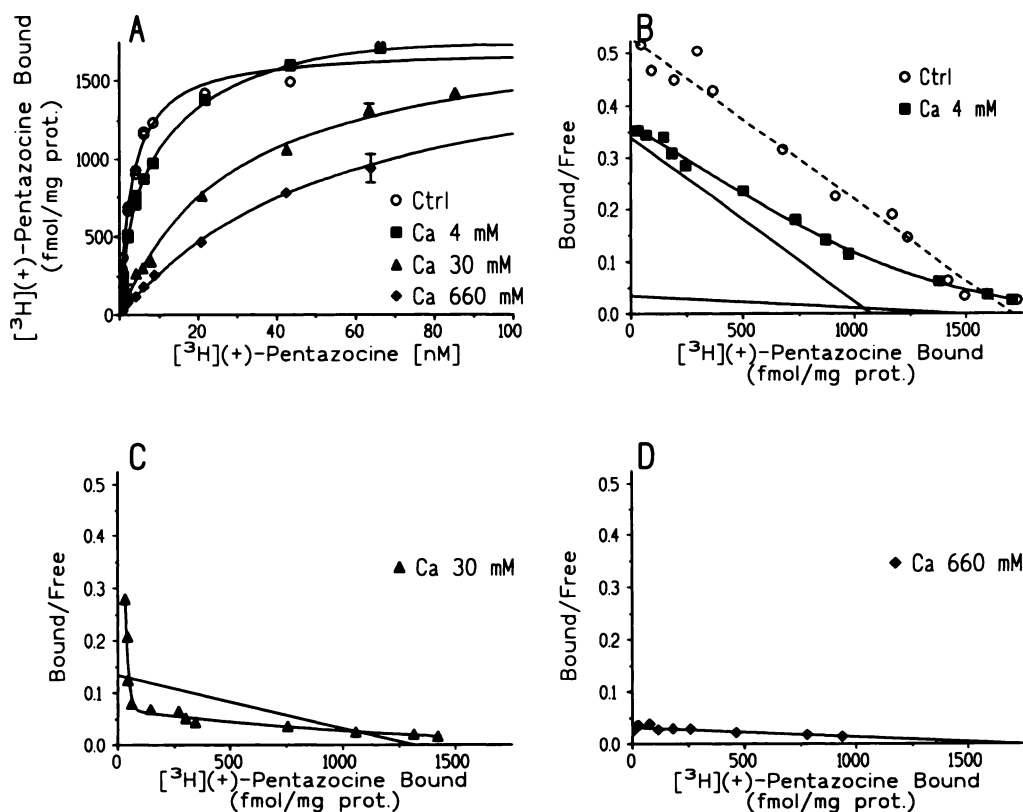 A
[³H](+)-Pentazocine Bound
(fmol/mg prot.)
1500
1000
500
0
0 20 40 60 80 100
[³H](+)-Pentazocine [nM]
Ctrl
Ca 4 mM
Ca 30 mM
Ca 660 mM
B
Bound/Free
0.5
0.4
0.3
0.2
0.1
0.0
0 500 1000 1500
[³H](+)-Pentazocine Bound
(fmol/mg prot.)
Ctrl
Ca 4 mM
C
Bound/Free
0.5
0.4
0.3
0.2
0.1
0.0
0 500 1000 1500
[³H](+)-Pentazocine Bound
(fmol/mg prot.)
Ca 30 mM
D
Bound/Free
0.5
0.4
0.3
0.2
0.1
0.0
0 500 1000 1500
[³H](+)-Pentazocine Bound
(fmol/mg prot.)
Ca 660 mM